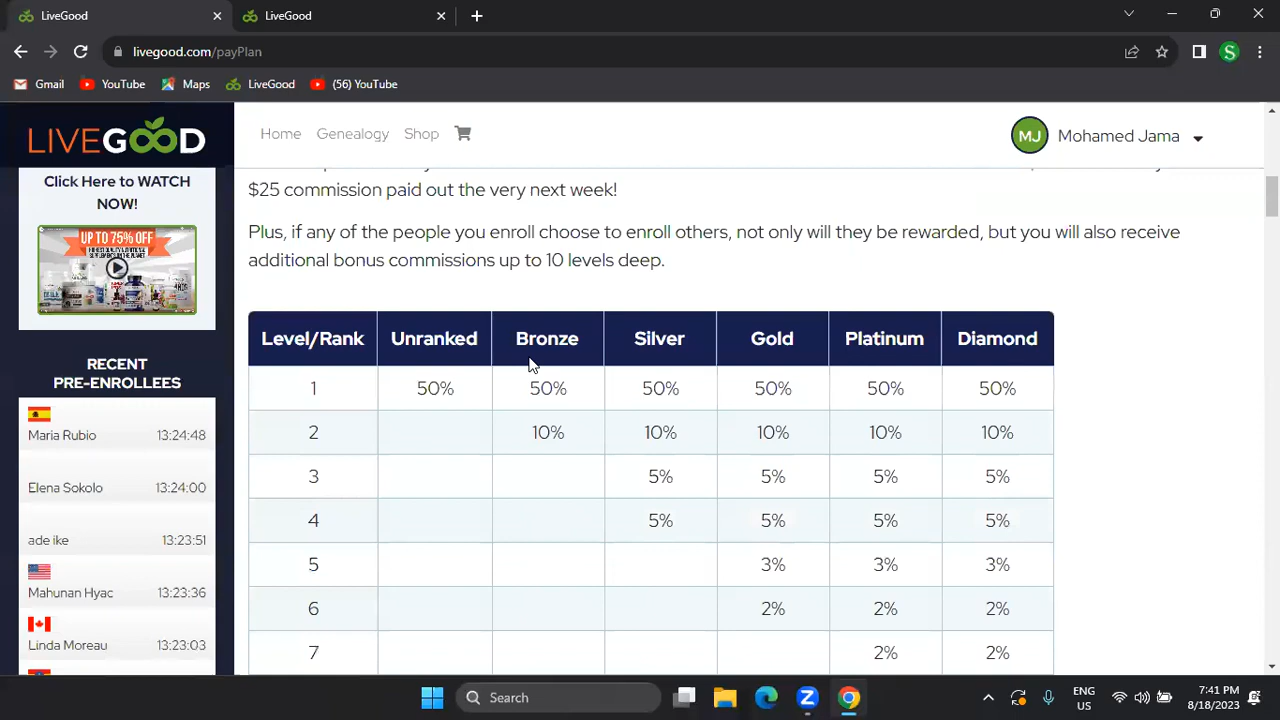 LiveGood
LiveGood
livegood.com/payPlan
S
Gmail YouTube Maps LiveGood (56) YouTube
LIVEGOOD
Click Here to WATCH
NOW!
UP TO 75% OFF
RECENT
PRE-ENROLLEES
Maria Rubio 13:24:48
Elena Sokolo 13:24:00
ade ike 13:23:51
Mahunan Hyac 13:23:36
Linda Moreau 13:23:03
Home Genealogy Shop
MJ Mohamed Jama
$25 commission paid out the very next week!
Plus, if any of the people you enroll choose to enroll others, not only will they be rewarded, but you will also receive
additional bonus commissions up to 10 levels deep.
Level/Rank Unranked Bronze Silver Gold Platinum Diamond
1 50% 50% 50% 50% 50% 50%
2 10% 10% 10% 10% 10%
3 5% 5% 5% 5%
4 5% 5% 5% 5%
5 3% 3% 3%
6 2% 2% 2%
7 2% 2%
Search
ENG
US
7:41 PM
8/18/2023